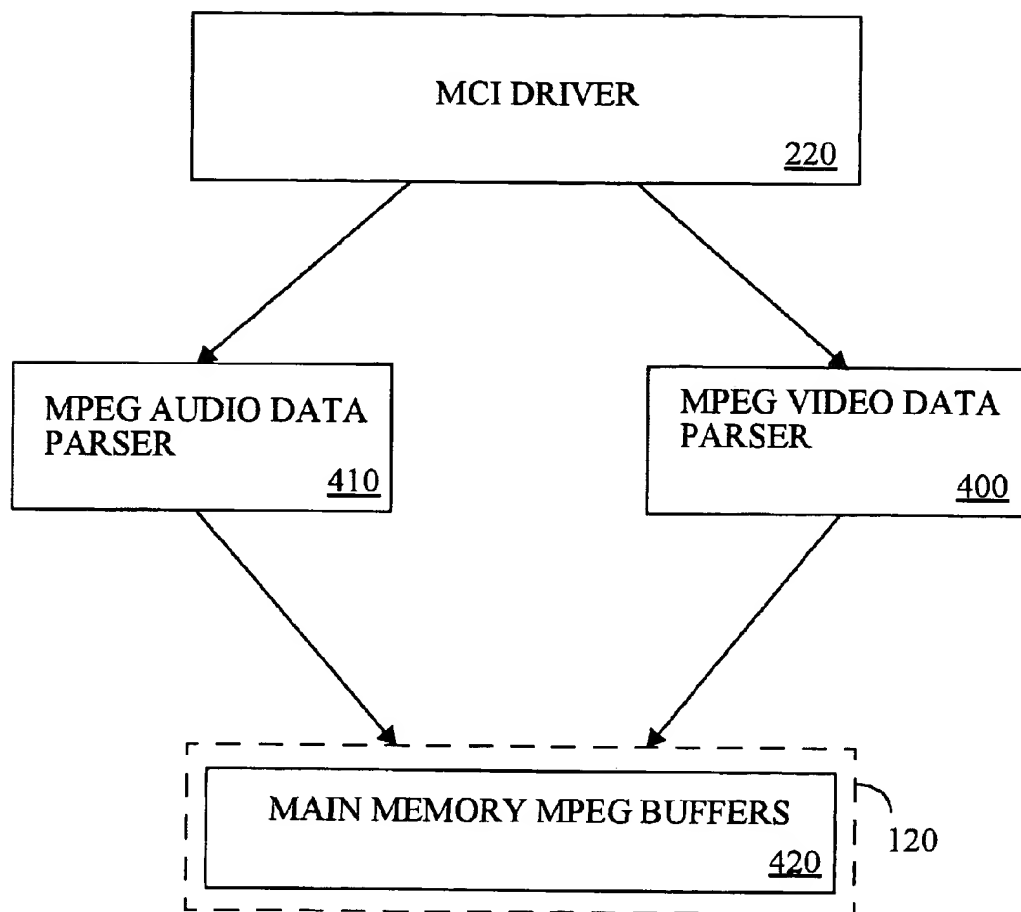 MCI DRIVER
220
MPEG AUDIO DATA
PARSER
410
MPEG VIDEO DATA
PARSER
400
MAIN MEMORY MPEG BUFFERS
420
120